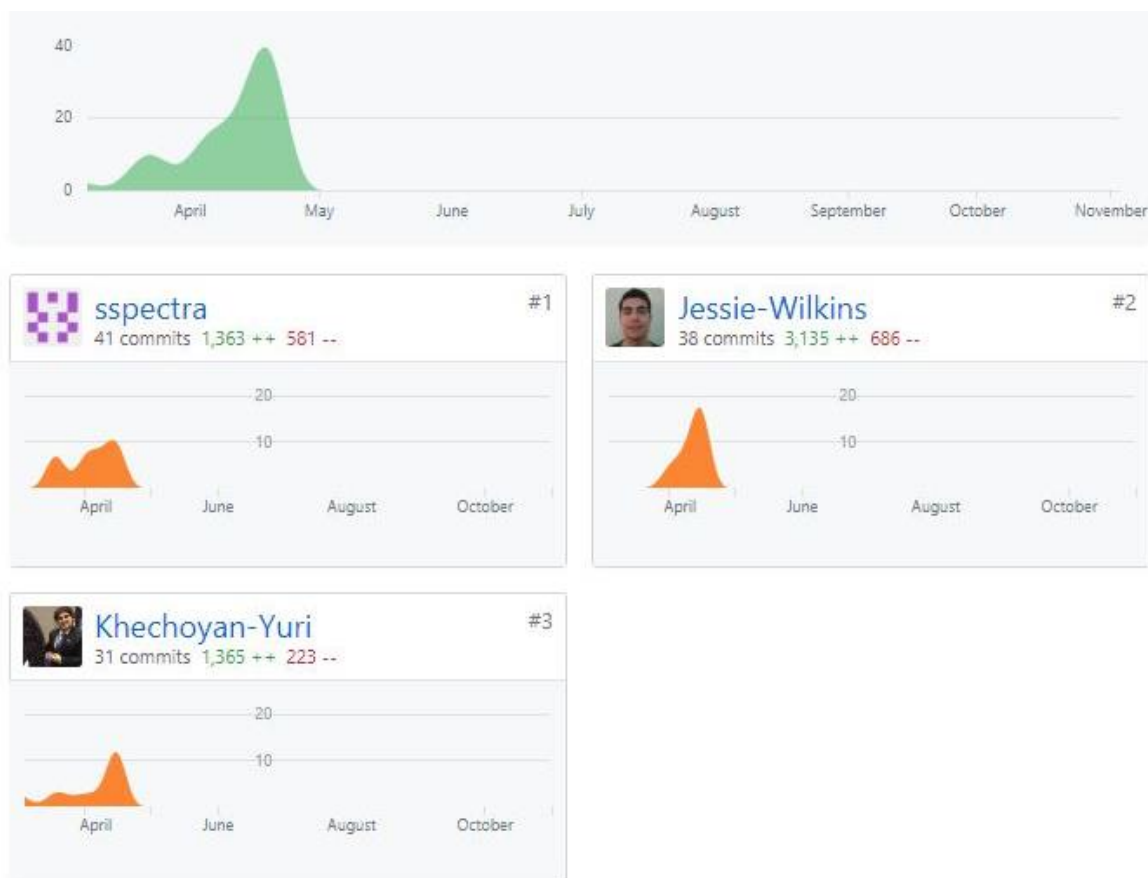 40
20
0
April May June July August September October November
sspectra #1
41 commits 1,363 ++ 581 --
20
10
April June August October
Jessie-Wilkins #2
38 commits 3,135 ++ 686 --
20
10
April June August October
Khechoyan-Yuri #3
31 commits 1,365 ++ 223 --
20
10
April June August October